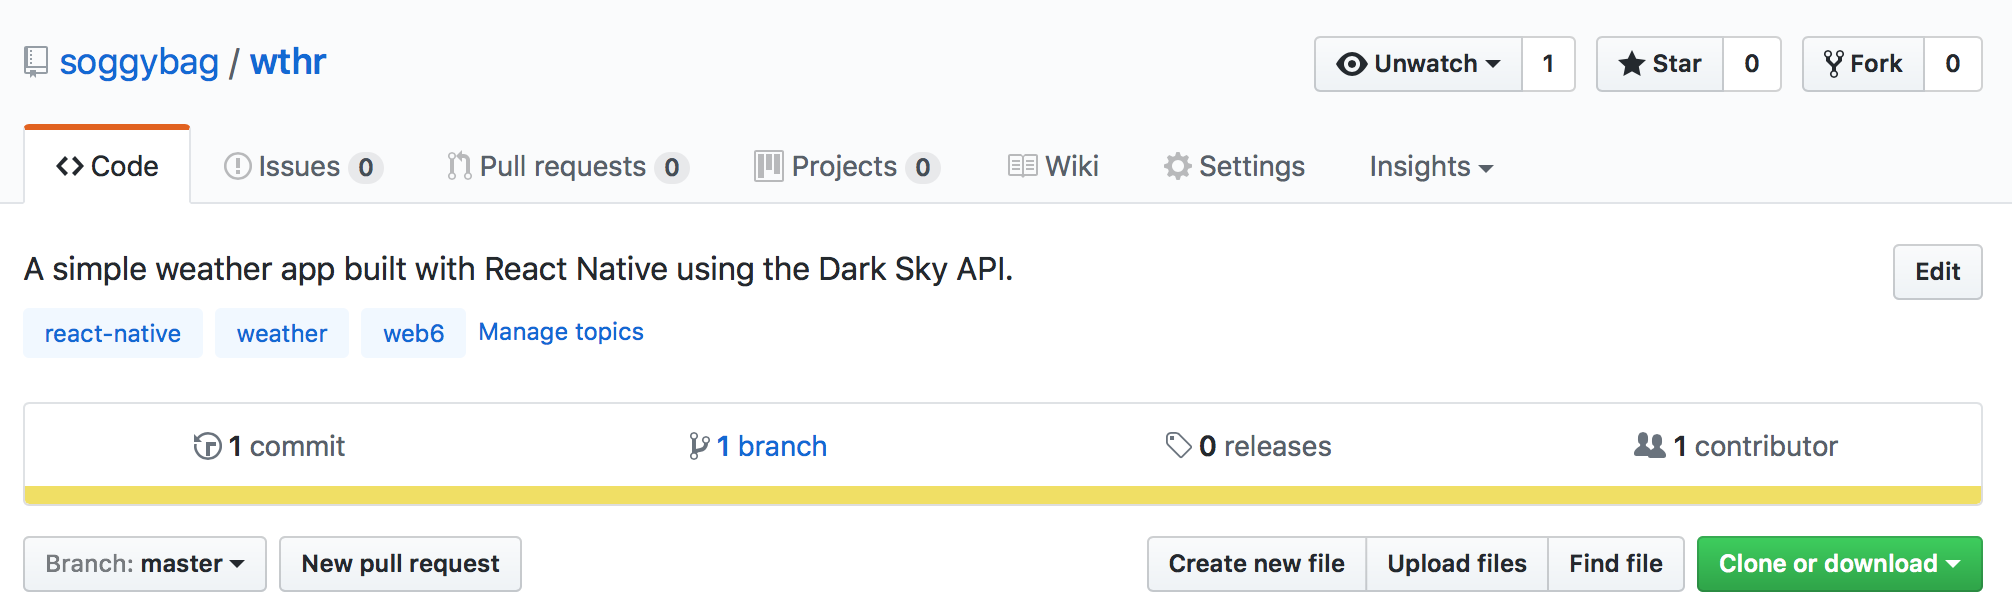 soggybag / wthr Unwatch 1 Star 0 Fork 0
Code Issues 0 Pull requests 0 Projects 0 Wiki Settings Insights
A simple weather app built with React Native using the Dark Sky API. Edit
react-native weather web6 Manage topics
1 commit 1 branch 0 releases 1 contributor
Branch: master New pull request Create new file Upload files Find file Clone or download